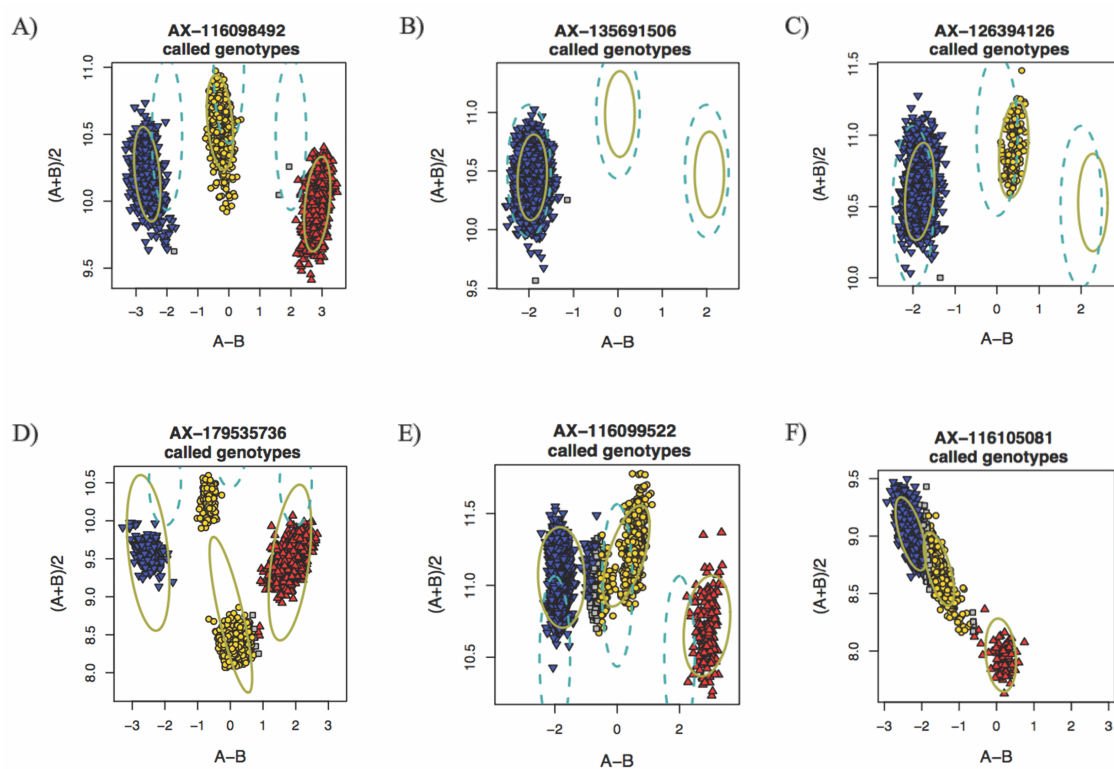 A)
AX−116098492
called genotypes
(A+B)/2
11.0
10.5
10.0
9.5
−3 −2 −1 0 1 2 3
A−B
B)
AX−135691506
called genotypes
(A+B)/2
11.0
10.5
10.0
9.5
−2 −1 0 1 2
A−B
C)
AX−126394126
called genotypes
(A+B)/2
11.5
11.0
10.5
10.0
−2 −1 0 1 2
A−B
D)
AX−179535736
called genotypes
(A+B)/2
10.5
10.0
9.5
9.0
8.5
8.0
−3 −2 −1 0 1 2 3
A−B
E)
AX−116099522
called genotypes
(A+B)/2
11.5
11.0
10.5
−2 0 2
A−B
F)
AX−116105081
called genotypes
(A+B)/2
9.5
9.0
8.5
8.0
−3 −2 −1 0 1 2 3
A−B